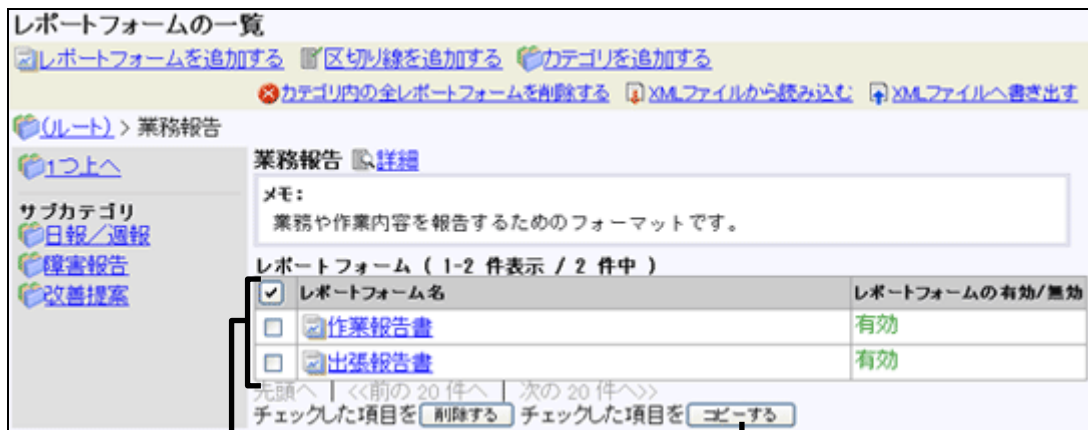 レポートフォームの一覧
レポートフォームを追加する 区切り線を追加する カテゴリを追加する
カテゴリ内の全レポートフォームを削除する XMLファイルから読み込む XMLファイルへ書き出す
(ルート) > 業務報告
1つ上へ
サブカテゴリ
日報／週報
障害報告
改善提案
業務報告 詳細
メモ:
業務や作業内容を報告するためのフォーマットです。
レポートフォーム ( 1-2 件表示 / 2 件中 )
レポートフォーム名 レポートフォームの有効/無効
作業報告書 有効
出張報告書 有効
先頭へ | <<前の 20 件へ | 次の 20 件へ>>
チェックした項目を 削除する チェックした項目を コピーする